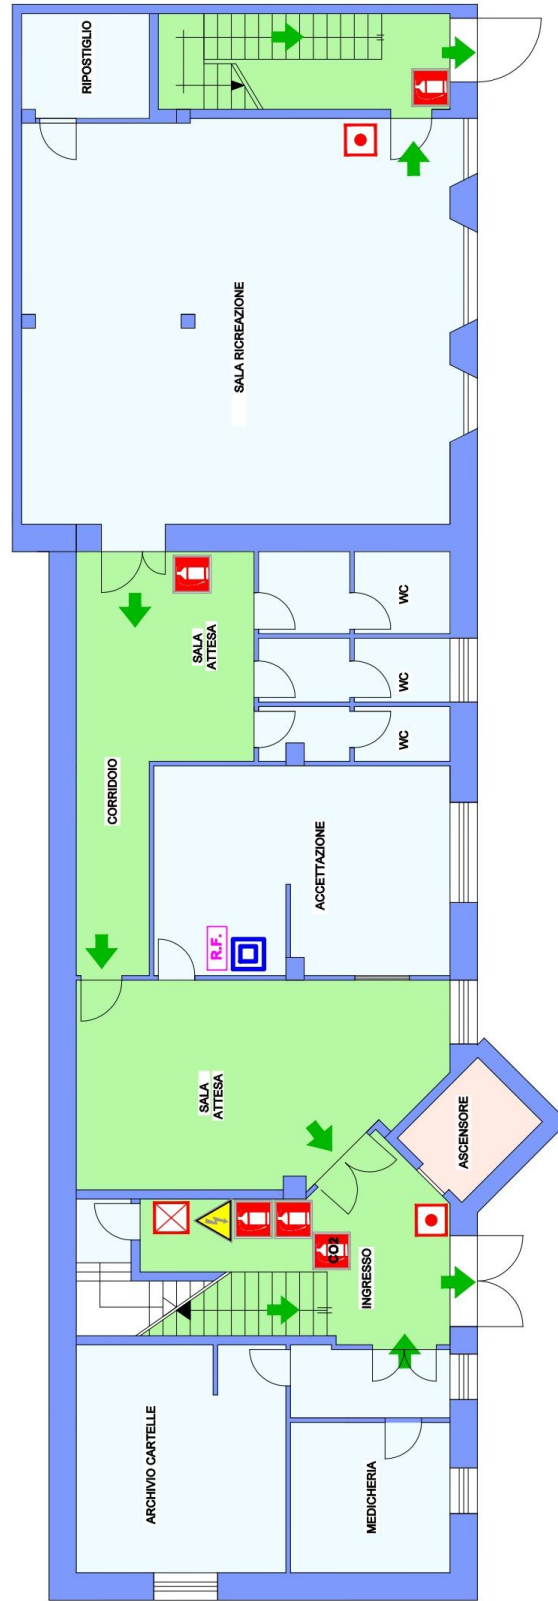 RIPOSTIGLIO
SALA RICREAZIONE
SALA
ATTESA
WC
WC
WC
CORRIDOIO
ACCETTAZIONE
R.F.
SALA
ATTESA
ASCENSORE
CO2
INGRESSO
ARCHIVIO CARTELLE
MEDICHERIA